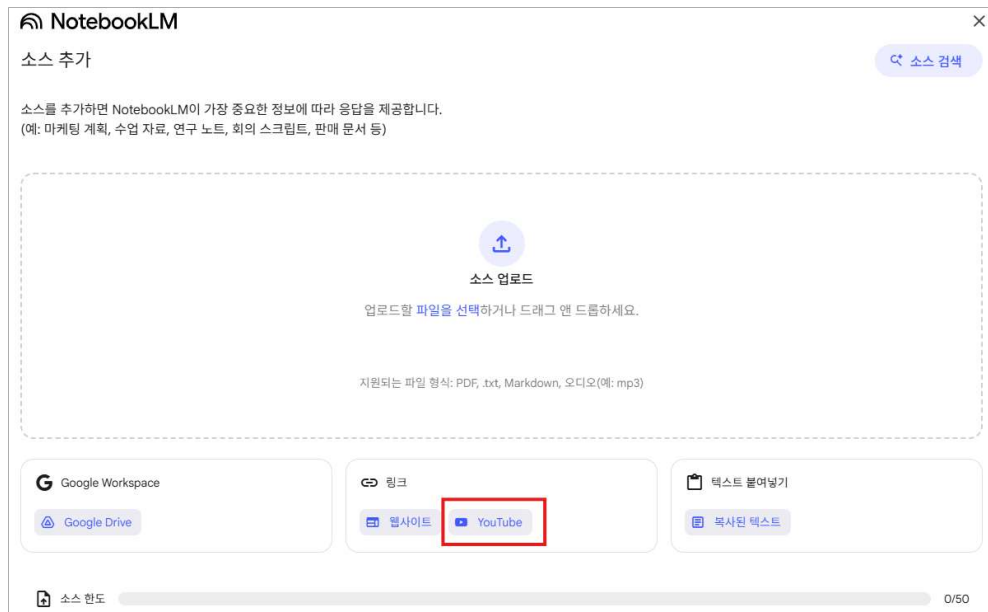 NotebookLM
소스 추가
소스 검색
소스를 추가하면 NotebookLM이 가장 중요한 정보에 따라 응답을 제공합니다.
(예: 마케팅 계획, 수업 자료, 연구 노트, 회의 스크립트, 판매 문서 등)
소스 업로드
업로드할 파일을 선택하거나 드래그 앤 드롭하세요.
지원되는 파일 형식: PDF, .txt, Markdown, 오디오(예: mp3)
Google Workspace
Google Drive
링크
웹사이트
YouTube
텍스트 붙여넣기
복사된 텍스트
소스 한도
0/50